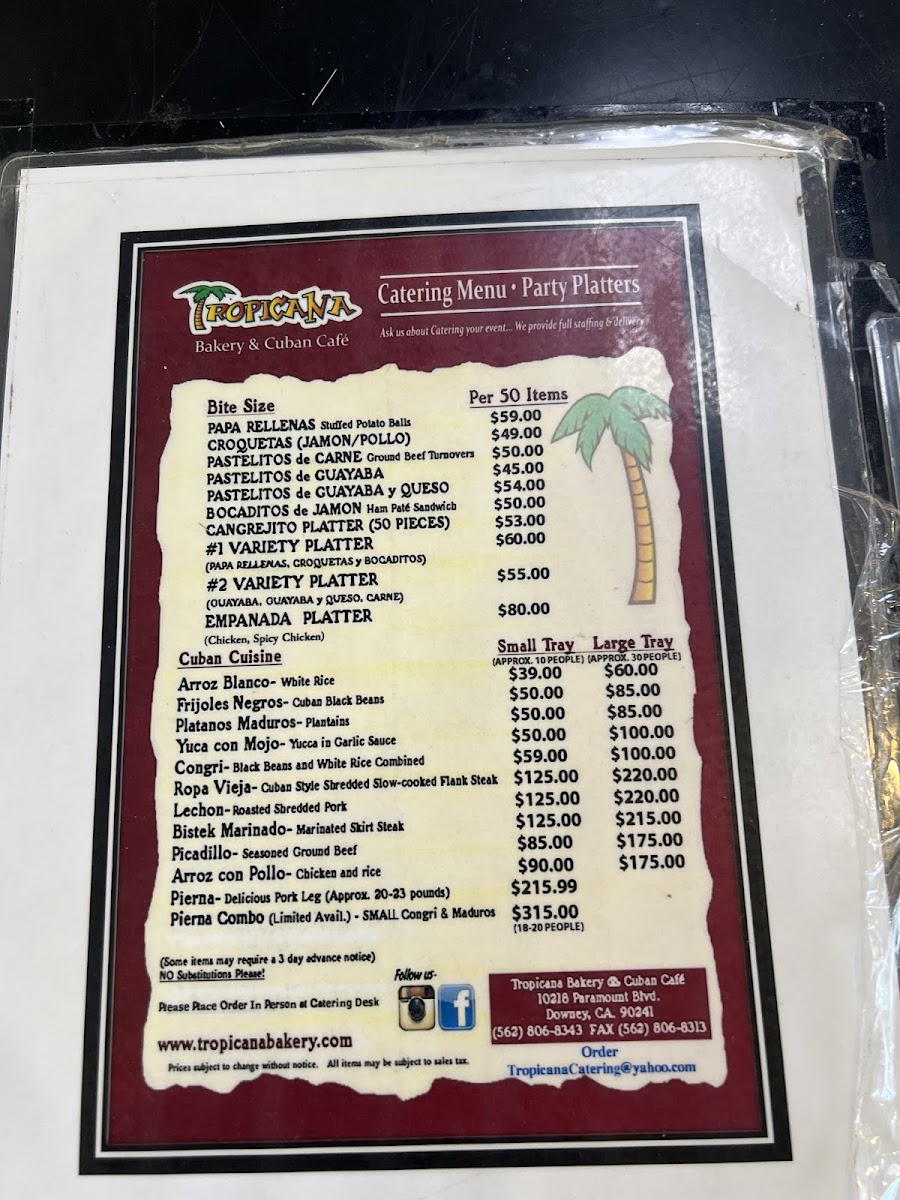 TROPICANA
Bakery & Cuban Café
Catering Menu • Party Platters
Ask us about Catering your event... We provide full staffing & delivery!
Bite Size Per 50 Items
PAPA RELLENAS Stuffed Potato Balls $59.00
CROQUETAS (JAMON/POLLO) $49.00
PASTELITOS de CARNE Ground Beef Turnovers $50.00
PASTELITOS de GUAYABA $45.00
PASTELITOS de GUAYABA y QUESO $54.00
BOCADITOS de JAMON Ham Paté Sandwich $50.00
CANGREJITO PLATTER (50 PIECES) $53.00
#1 VARIETY PLATTER $60.00
(PAPA RELLENAS, CROQUETAS y BOCADITOS)
#2 VARIETY PLATTER $55.00
(GUAYABA, GUAYABA y QUESO, CARNE)
EMPANADA PLATTER $80.00
(Chicken, Spicy Chicken)
Cuban Cuisine Small Tray Large Tray
(APPROX. 10 PEOPLE) (APPROX. 30 PEOPLE)
Arroz Blanco- White Rice $39.00 $60.00
Frijoles Negros- Cuban Black Beans $50.00 $85.00
Platanos Maduros- Plantains $50.00 $85.00
Yuca con Mojo- Yucca in Garlic Sauce $50.00 $100.00
Congri- Black Beans and White Rice Combined $59.00 $100.00
Ropa Vieja- Cuban Style Shredded Slow-cooked Flank Steak $125.00 $220.00
Lechon- Roasted Shredded Pork $125.00 $220.00
Bistek Marinado- Marinated Skirt Steak $125.00 $215.00
Picadillo- Seasoned Ground Beef $85.00 $175.00
Arroz con Pollo- Chicken and rice $90.00 $175.00
Pierna- Delicious Pork Leg (Approx. 20-23 pounds) $215.99
Pierna Combo (Limited Avail.) - SMALL Congri & Maduros $315.00
(18-20 PEOPLE)
(Some items may require a 3 day advance notice)
NO Substitutions Please!
Please Place Order In Person at Catering Desk
www.tropicanabakery.com
Prices subject to change without notice. All items may be subject to sales tax.
Follow us-
f
Tropicana Bakery & Cuban Café
10218 Paramount Blvd.
Downey, CA. 90241
(562) 806-8343 FAX (562) 806-8313
Order
TropicanaCatering@yahoo.com